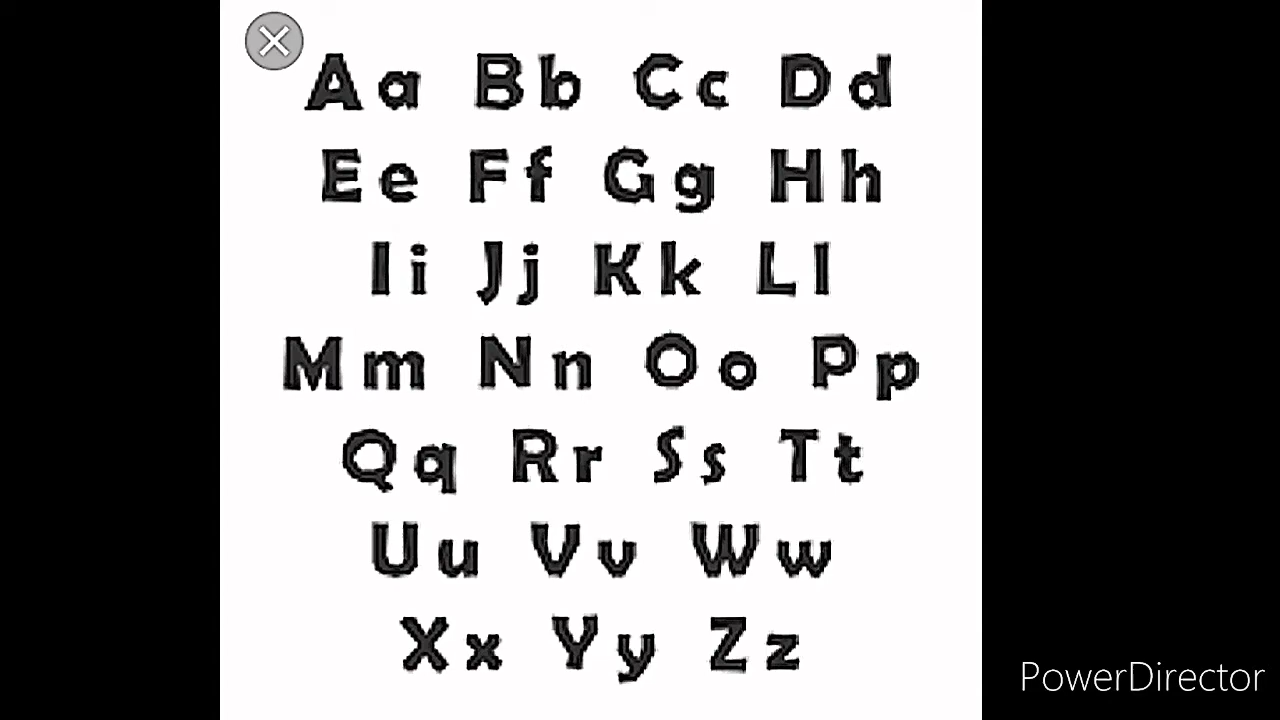 Aa Bb Cc Dd
Ee Ff Gg Hh
Ii Jj Kk Ll
Mm Nn Oo Pp
Qq Rr Ss Tt
Uu Vv Ww
Xx Yy Zz
PowerDirector